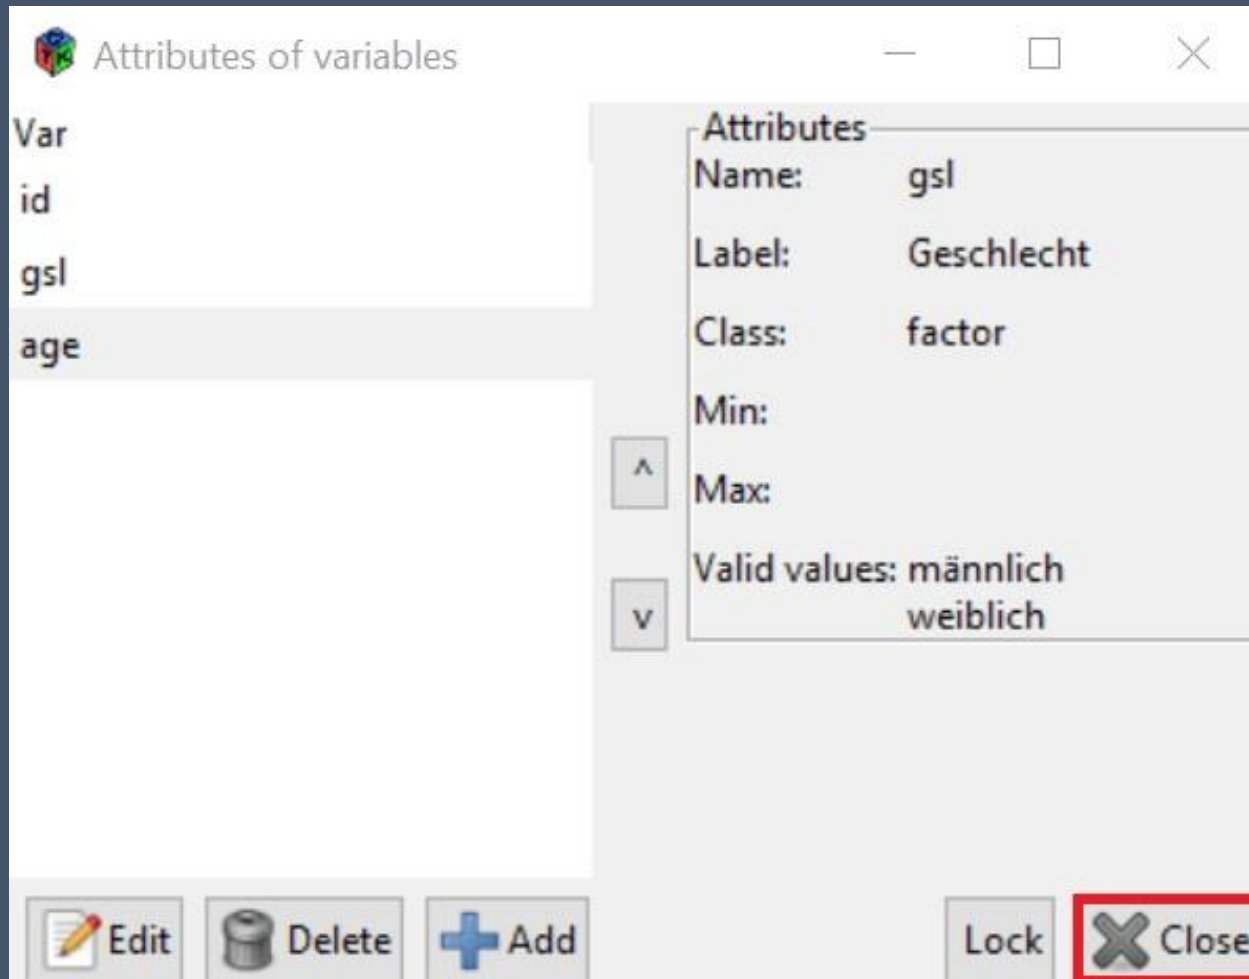 Attributes of variables
Var
id
gsl
age
^
v
Attributes
Name: gsl
Label: Geschlecht
Class: factor
Min:
Max:
Valid values: männlich
weiblich
Edit Delete Add Lock Close